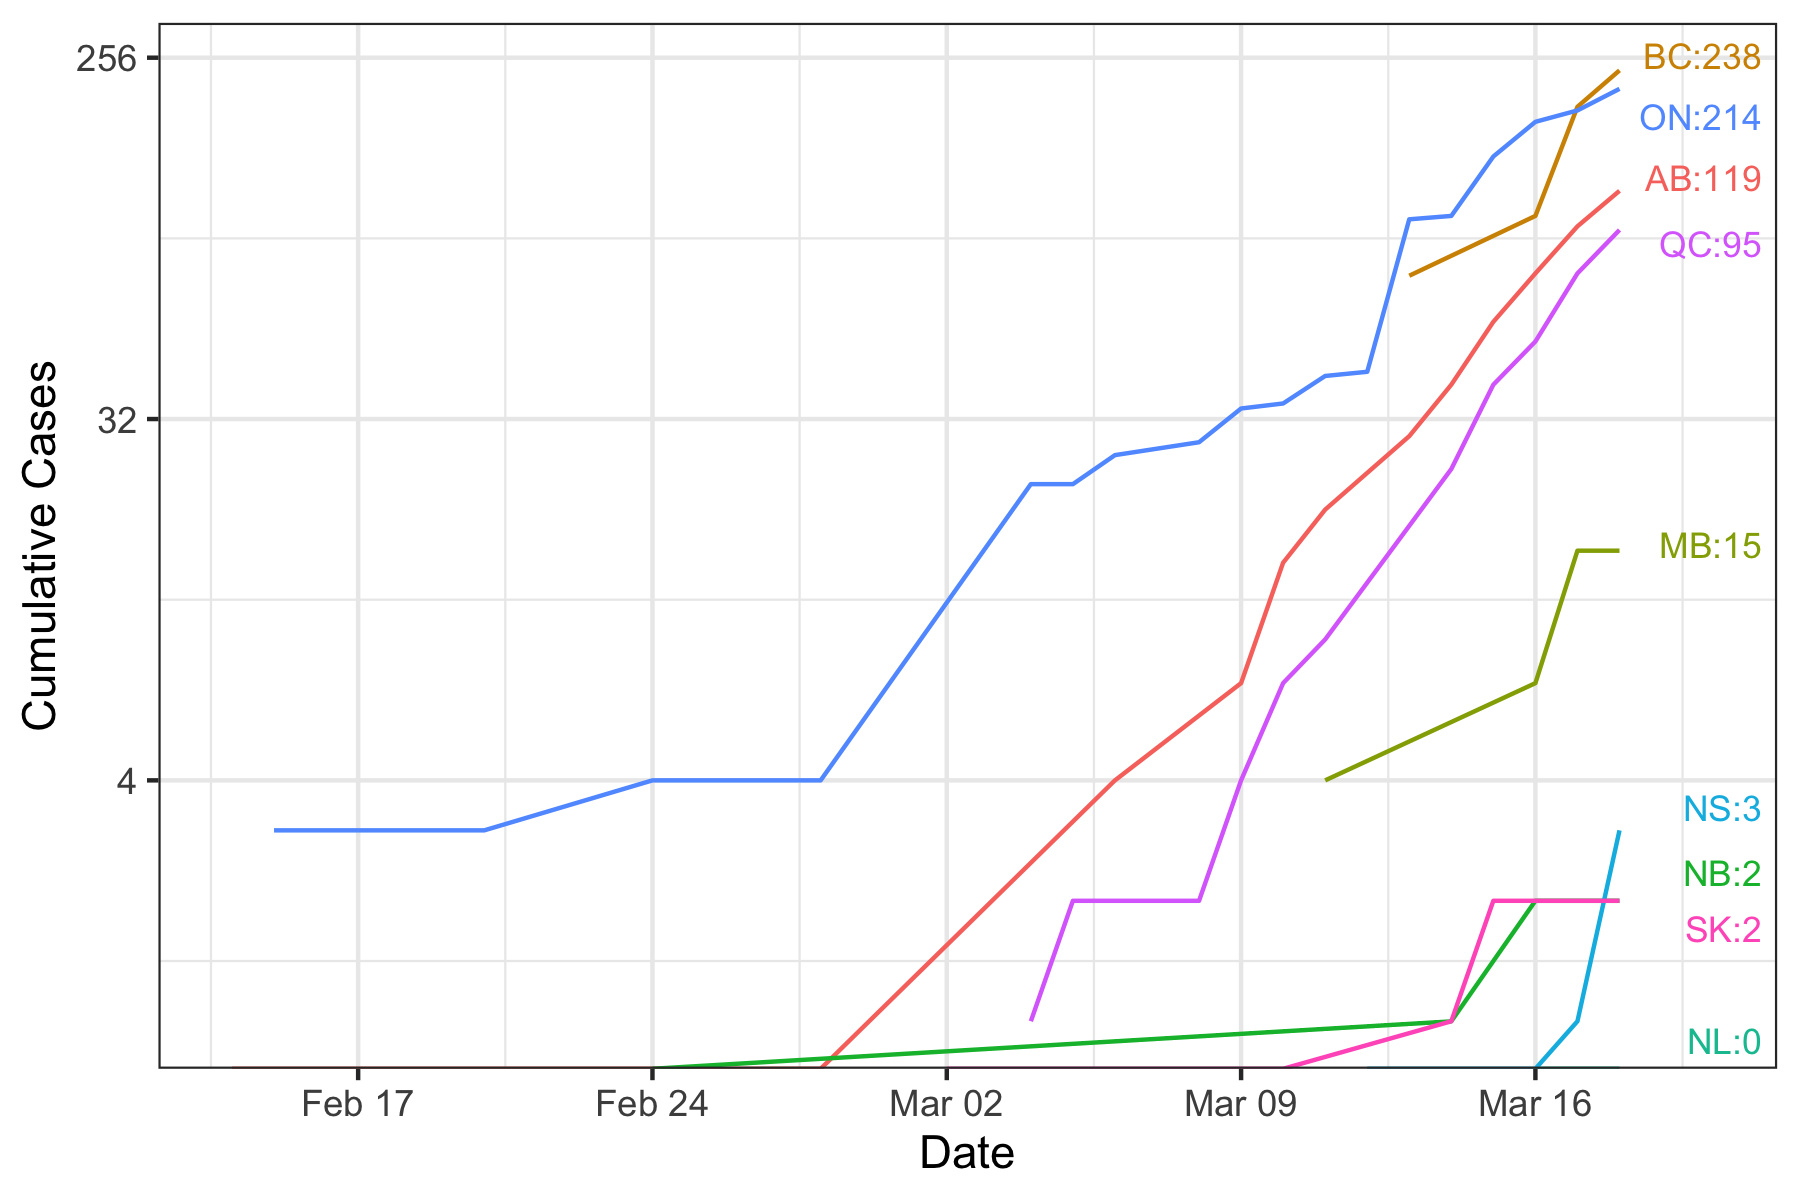 256
32
4
Cumulative Cases
BC:238
ON:214
AB:119
QC:95
MB:15
NS:3
NB:2
SK:2
NL:0
Feb 17
Feb 24
Mar 02
Mar 09
Mar 16
Date